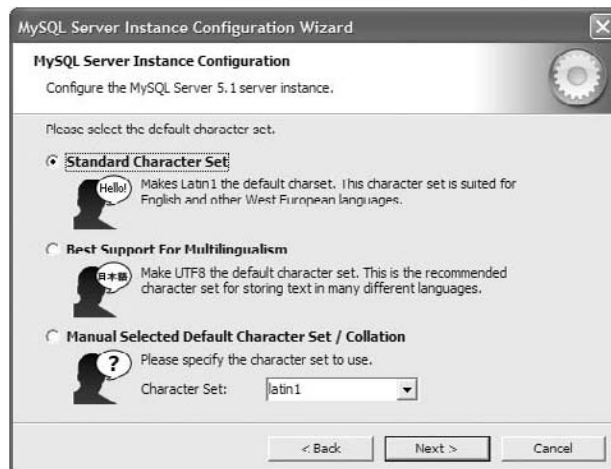 MySQL Server Instance Configuration Wizard
MySQL Server Instance Configuration
Configure the MySQL Server 5.1 server instance.
Please select the default character set.
Standard Character Set
Hello!
Makes Latin1 the default charset. This character set is suited for
English and other West European languages.
Best Support For Multilingualism
日本語
Make UTF8 the default character set. This is the recommended
character set for storing text in many different languages.
Manual Selected Default Character Set / Collation
?
Please specify the character set to use.
Character Set: latin1
< Back Next > Cancel